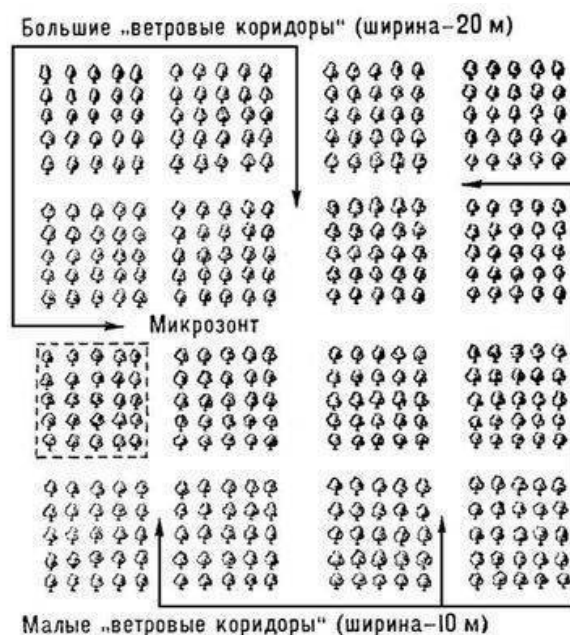 Большие „ветровые коридоры“ (ширина–20 м)
Микрозонт
Малые „ветровые коридоры“ (ширина–10 м)